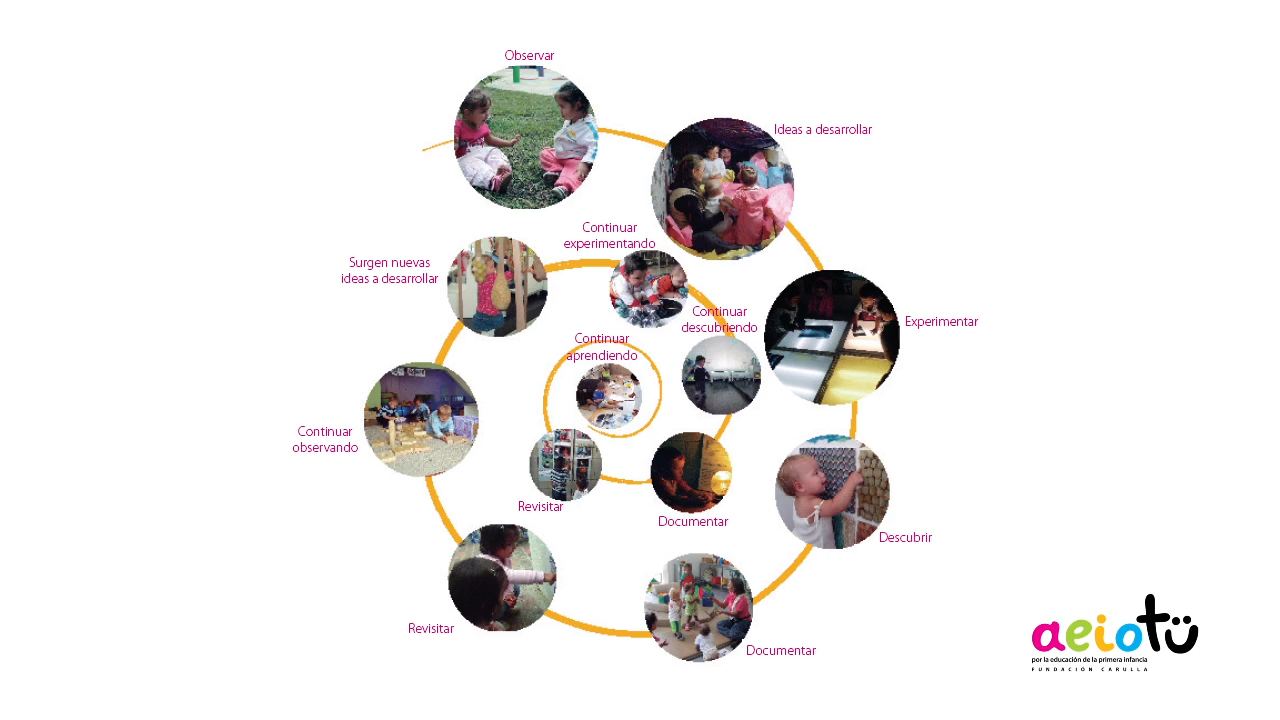 Observar
Ideas a desarrollar
Experimentar
Descubrir
Documentar
Revisitar
Continuar
observando
Surgen nuevas
ideas a desarrollar
Continuar
experimentando
Continuar
descubriendo
Documentar
Revisitar
Continuar
aprendiendo
aeiotü
por la educación de la primera infancia
FUNDACIÓN CARULLA